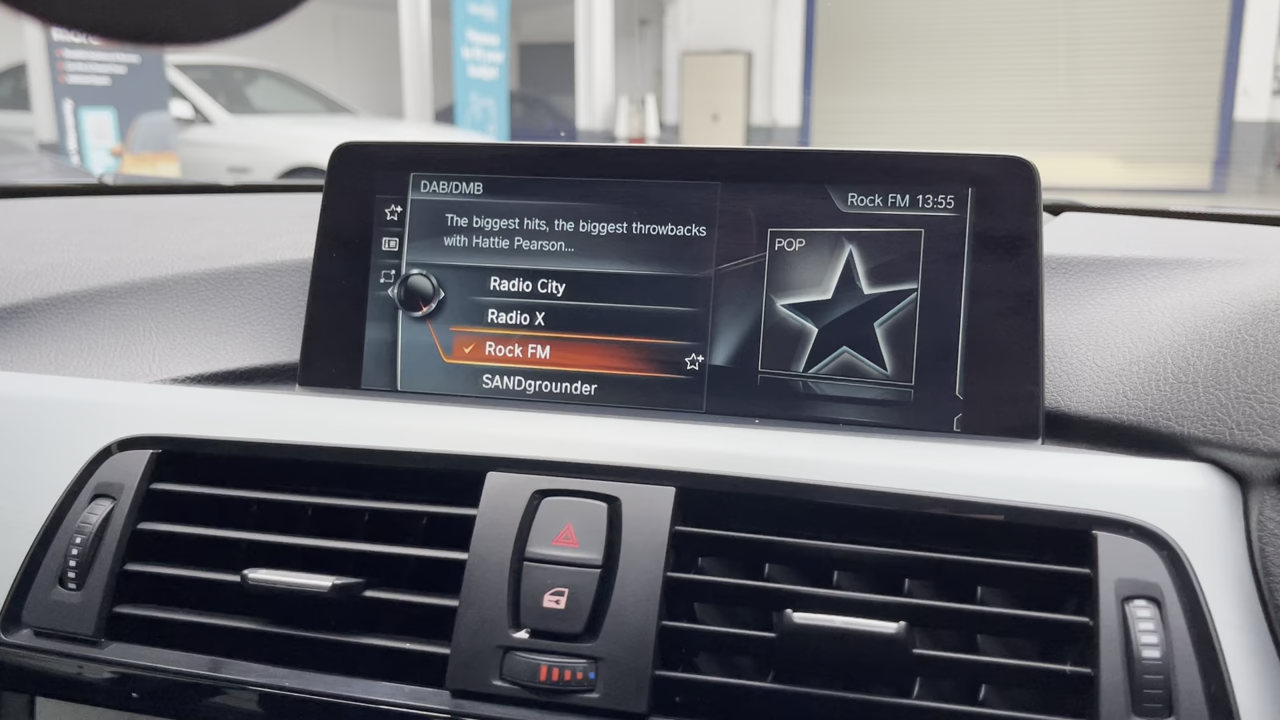 DAB/DMB
Rock FM 13:55
The biggest hits, the biggest throwbacks
with Hattie Pearson...
POP
Radio City
Radio X
Rock FM
SANDgrounder